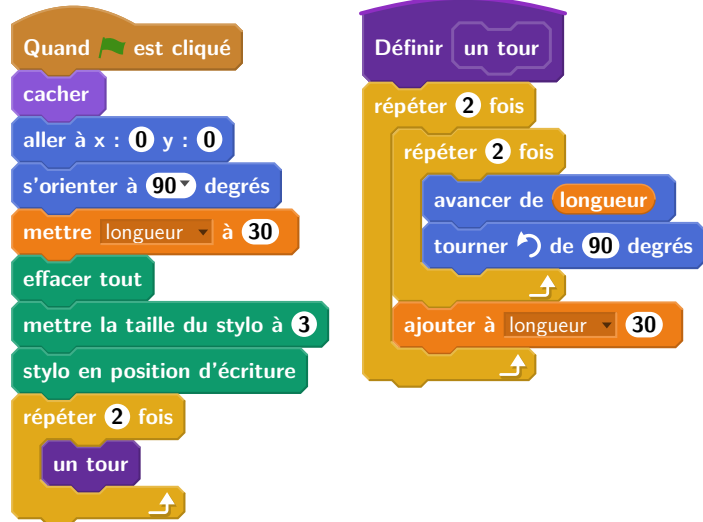 Quand est cliqué
cacher
aller à x : 0 y : 0
s'orienter à 90 degrés
mettre longueur à 30
effacer tout
mettre la taille du stylo à 3
stylo en position d'écriture
répéter 2 fois
un tour
Définir un tour
répéter 2 fois
répéter 2 fois
avancer de longueur
tourner de 90 degrés
ajouter à longueur 30